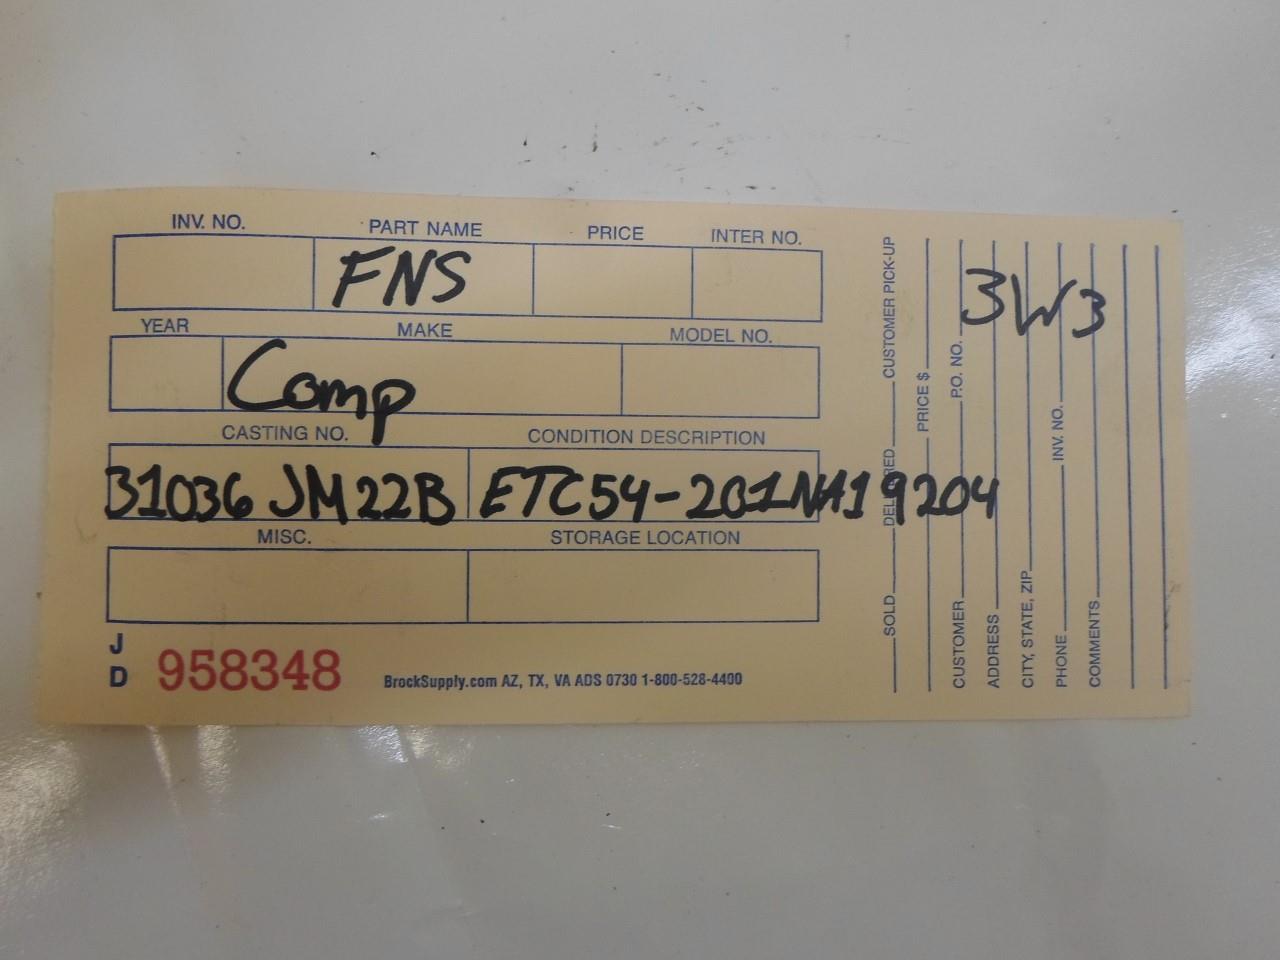 INV. NO. PART NAME PRICE INTER NO.
FNS
YEAR MAKE MODEL NO.
Comp
CASTING NO. CONDITION DESCRIPTION
31036 JM22B ETC54-201NA19204
MISC. STORAGE LOCATION
J
D
958348
BrockSupply.com AZ, TX, VA ADS 0730 1-800-528-4400
3W3
SOLD DELIVERED CUSTOMER PICK-UP
PRICE $
CUSTOMER P.O. NO.
ADDRESS
CITY, STATE, ZIP
PHONE INV. NO.
COMMENTS